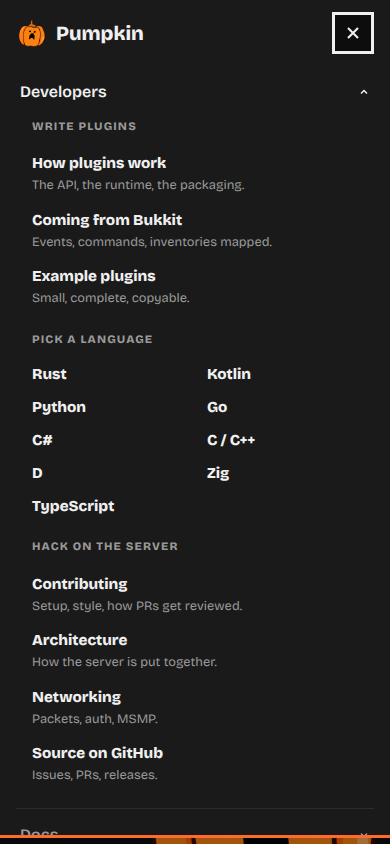 Pumpkin
Developers
WRITE PLUGINS
How plugins work
The API, the runtime, the packaging.
Coming from Bukkit
Events, commands, inventories mapped.
Example plugins
Small, complete, copyable.
PICK A LANGUAGE
Rust
Kotlin
Python
Go
C#
C / C++
D
Zig
TypeScript
HACK ON THE SERVER
Contributing
Setup, style, how PRs get reviewed.
Architecture
How the server is put together.
Networking
Packets, auth, MSMP.
Source on GitHub
Issues, PRs, releases.
Docs